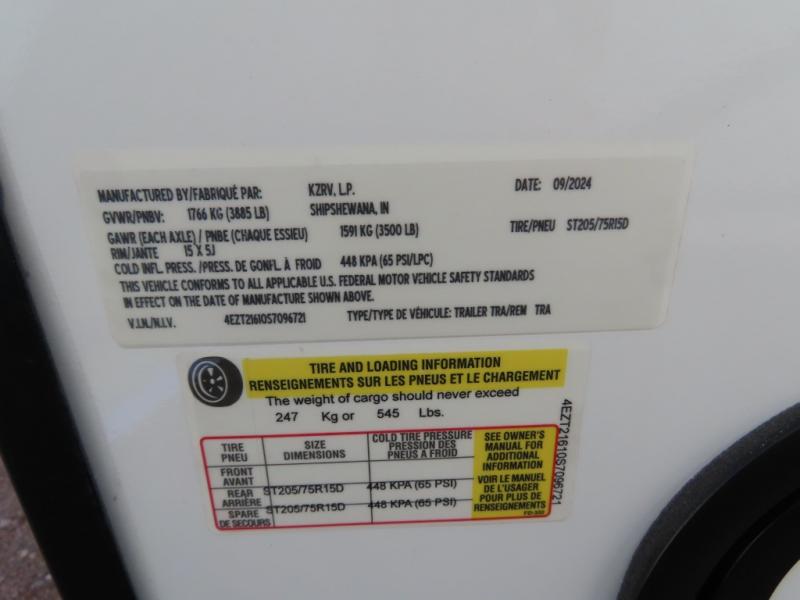 MANUFACTURED BY/FABRIQUÉ PAR: KZRV, L.P. DATE: 09/2024
GVWR/PNBV: 1766 KG (3885 LB) SHIPSHEWANA, IN
GAWR (EACH AXLE) / PNBE (CHAQUE ESSIEU) 1591 KG (3500 LB) TIRE/PNEU ST205/75R15D
RIM/JANTE 15 X 5J
COLD INFL. PRESS. /PRESS. DE GONFL. À FROID 448 KPA (65 PSI/LPC)
THIS VEHICLE CONFORMS TO ALL APPLICABLE U.S. FEDERAL MOTOR VEHICLE SAFETY STANDARDS
IN EFFECT ON THE DATE OF MANUFACTURE SHOWN ABOVE.
V.I.N./N.I.V. 4EZT21610S7096721 TYPE/TYPE DE VÉHICULE: TRAILER TRA/REM TRA
TIRE AND LOADING INFORMATION
RENSEIGNEMENTS SUR LES PNEUS ET LE CHARGEMENT
The weight of cargo should never exceed
247 Kg or 545 Lbs.
TIRE
PNEU
SIZE
DIMENSIONS
COLD TIRE PRESSURE
PRESSION DES
PNEUS A FROID
FRONT
AVANT
REAR
ARRIÈRE
ST205/75R15D
448 KPA (65 PSI)
SPARE
DE SECOURS
ST205/75R15D
448 KPA (65 PSI)
SEE OWNER'S
MANUAL FOR
ADDITIONAL
INFORMATION
VOIR LE MANUEL
DE L'USAGER
POUR PLUS DE
RENSEIGNEMENTS
4EZT21610S7096721